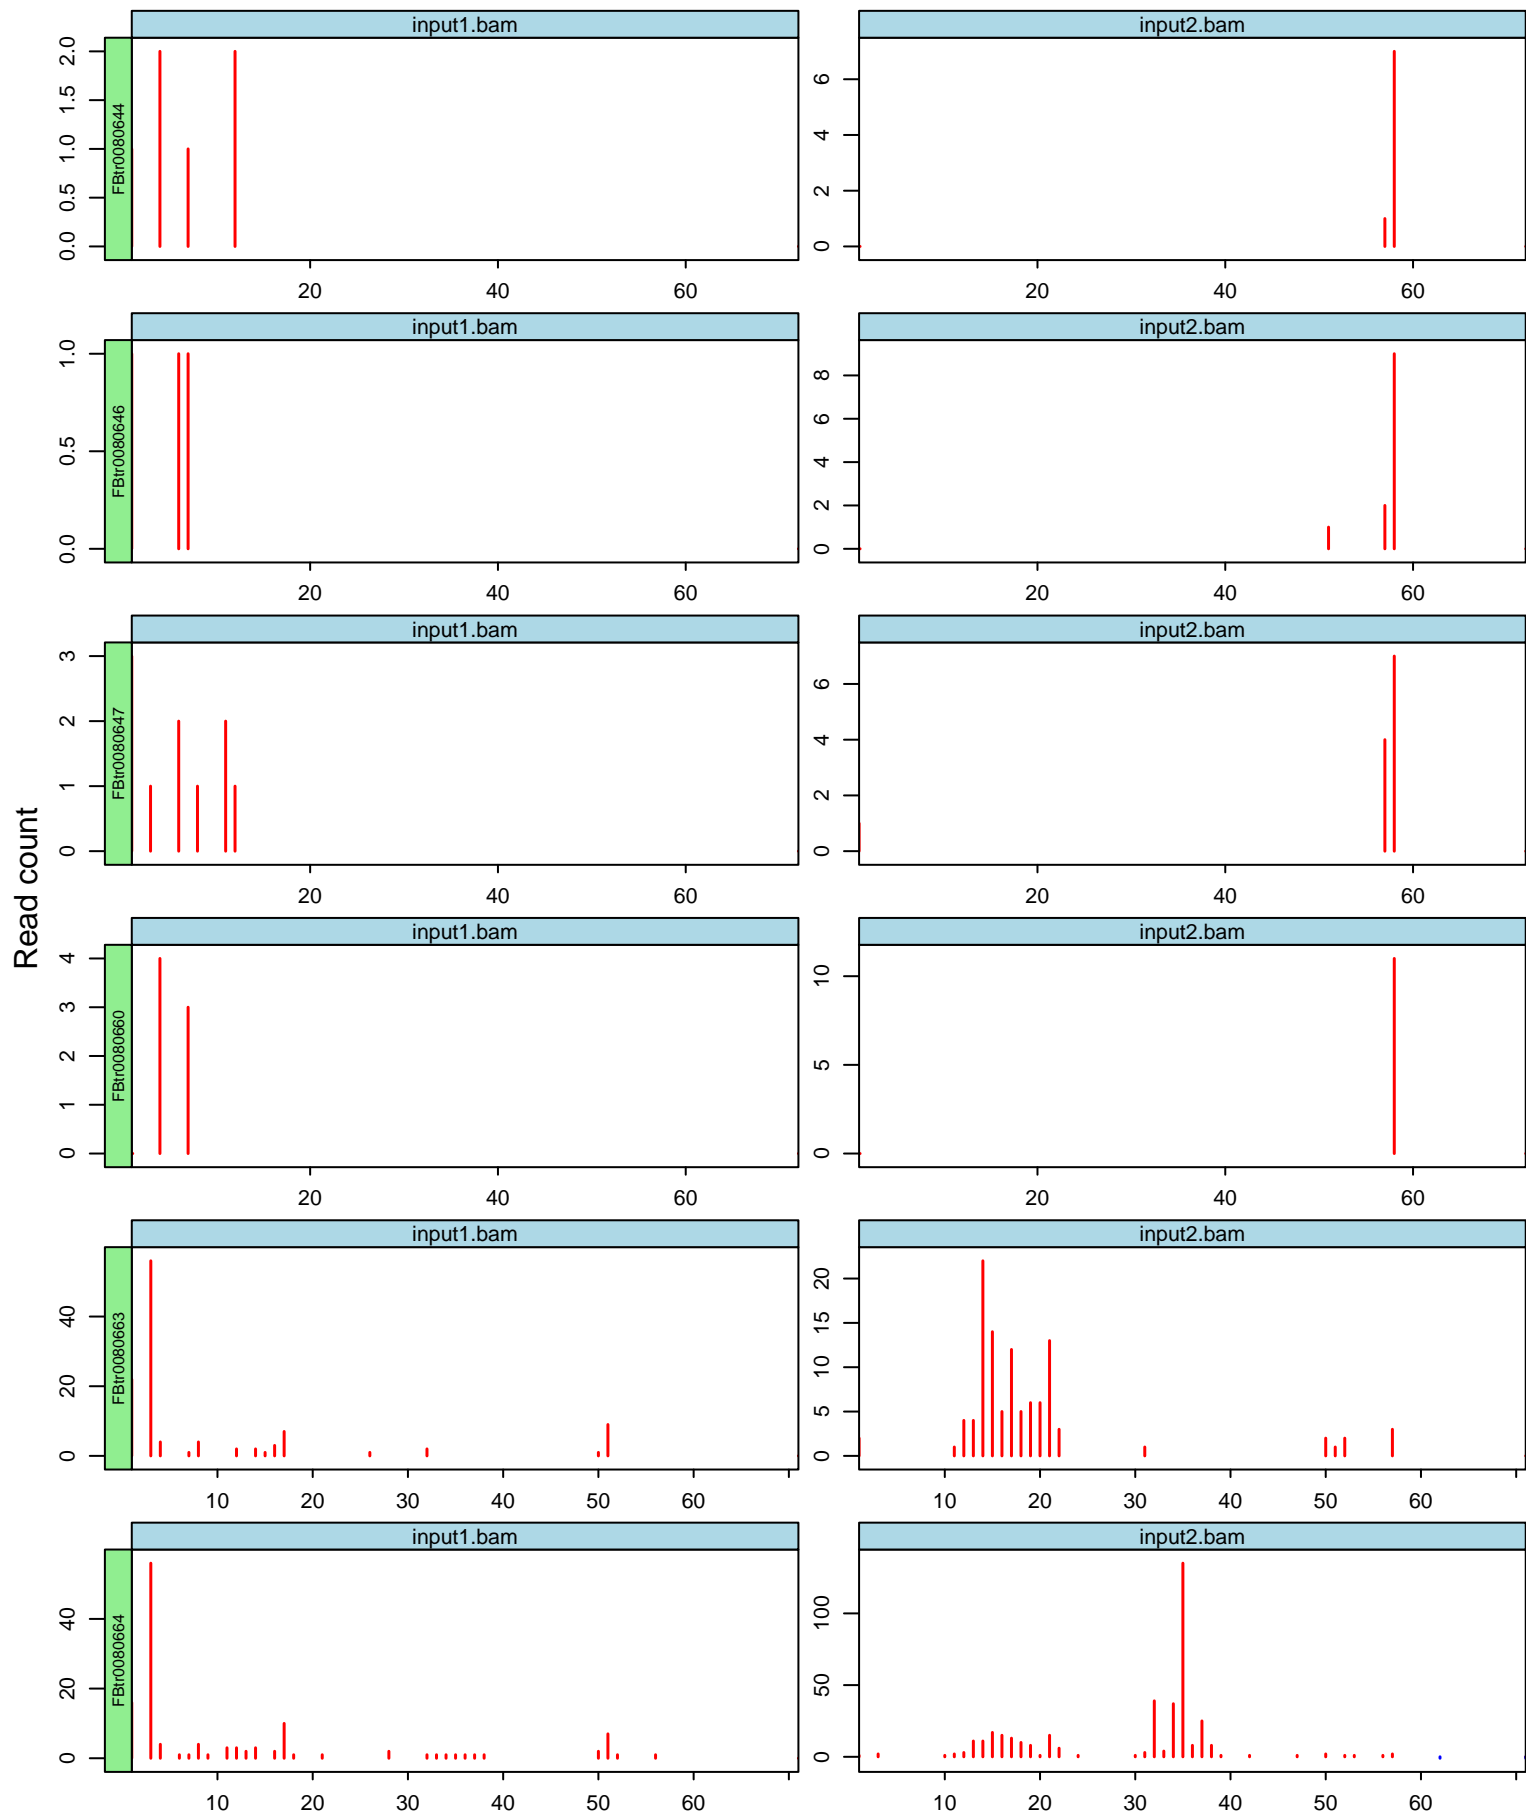 Read count
input1.bam
input2.bam
FBtr0080644
0.0 0.5 1.0 1.5 2.0
0 2 4 6
20 40 60
20 40 60
input1.bam
input2.bam
FBtr0080646
0.0 0.5 1.0
0 2 4 6 8
20 40 60
20 40 60
input1.bam
input2.bam
FBtr0080647
0 1 2 3
0 2 4 6
20 40 60
20 40 60
input1.bam
input2.bam
FBtr0080660
0 1 2 3 4
0 5 10
20 40 60
20 40 60
input1.bam
input2.bam
FBtr0080663
0 20 40
0 5 10 15 20
10 20 30 40 50 60
10 20 30 40 50 60
input1.bam
input2.bam
FBtr0080664
0 20 40
0 50 100
10 20 30 40 50 60
10 20 30 40 50 60